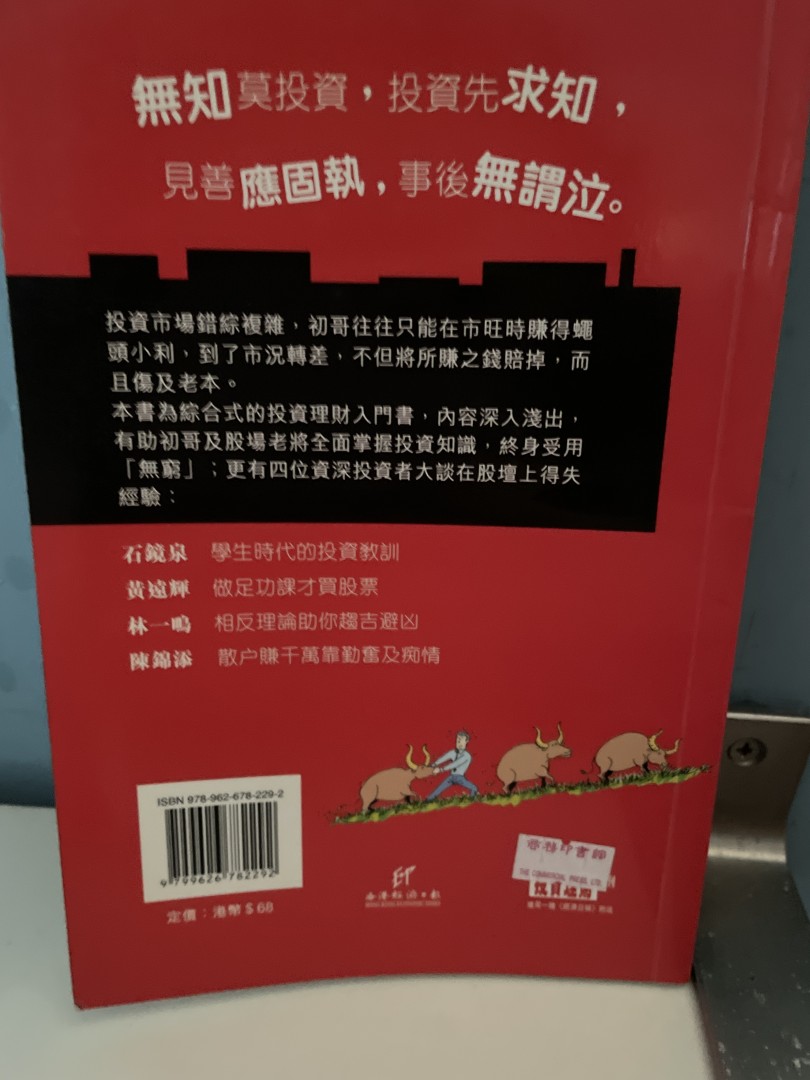 無知莫投資，投資先求知，
見善應固執，事後無謂泣。
投資市場錯綜複雜，初哥往往只能在市旺時賺得蠅
頭小利，到了市況轉差，不但將所賺之錢賠掉，而
且傷及老本。
本書為綜合式的投資理財入門書，內容深入淺出，
有助初哥及股場老將全面掌握投資知識，終身受用
「無窮」；更有四位資深投資者大談在股壇上得失
經驗：
石鏡泉 學生時代的投資教訓
黃遠輝 做足功課才買股票
林一鳴 相反理論助你趨吉避凶
陳錦添 散户賺千萬靠勤奮及痴情
ISBN 978-962-678-229-2
9 799626 782292
定價：港幣＄68
香港經濟日報
商務印書館
THE COMMERCIAL PRESS, LTD.